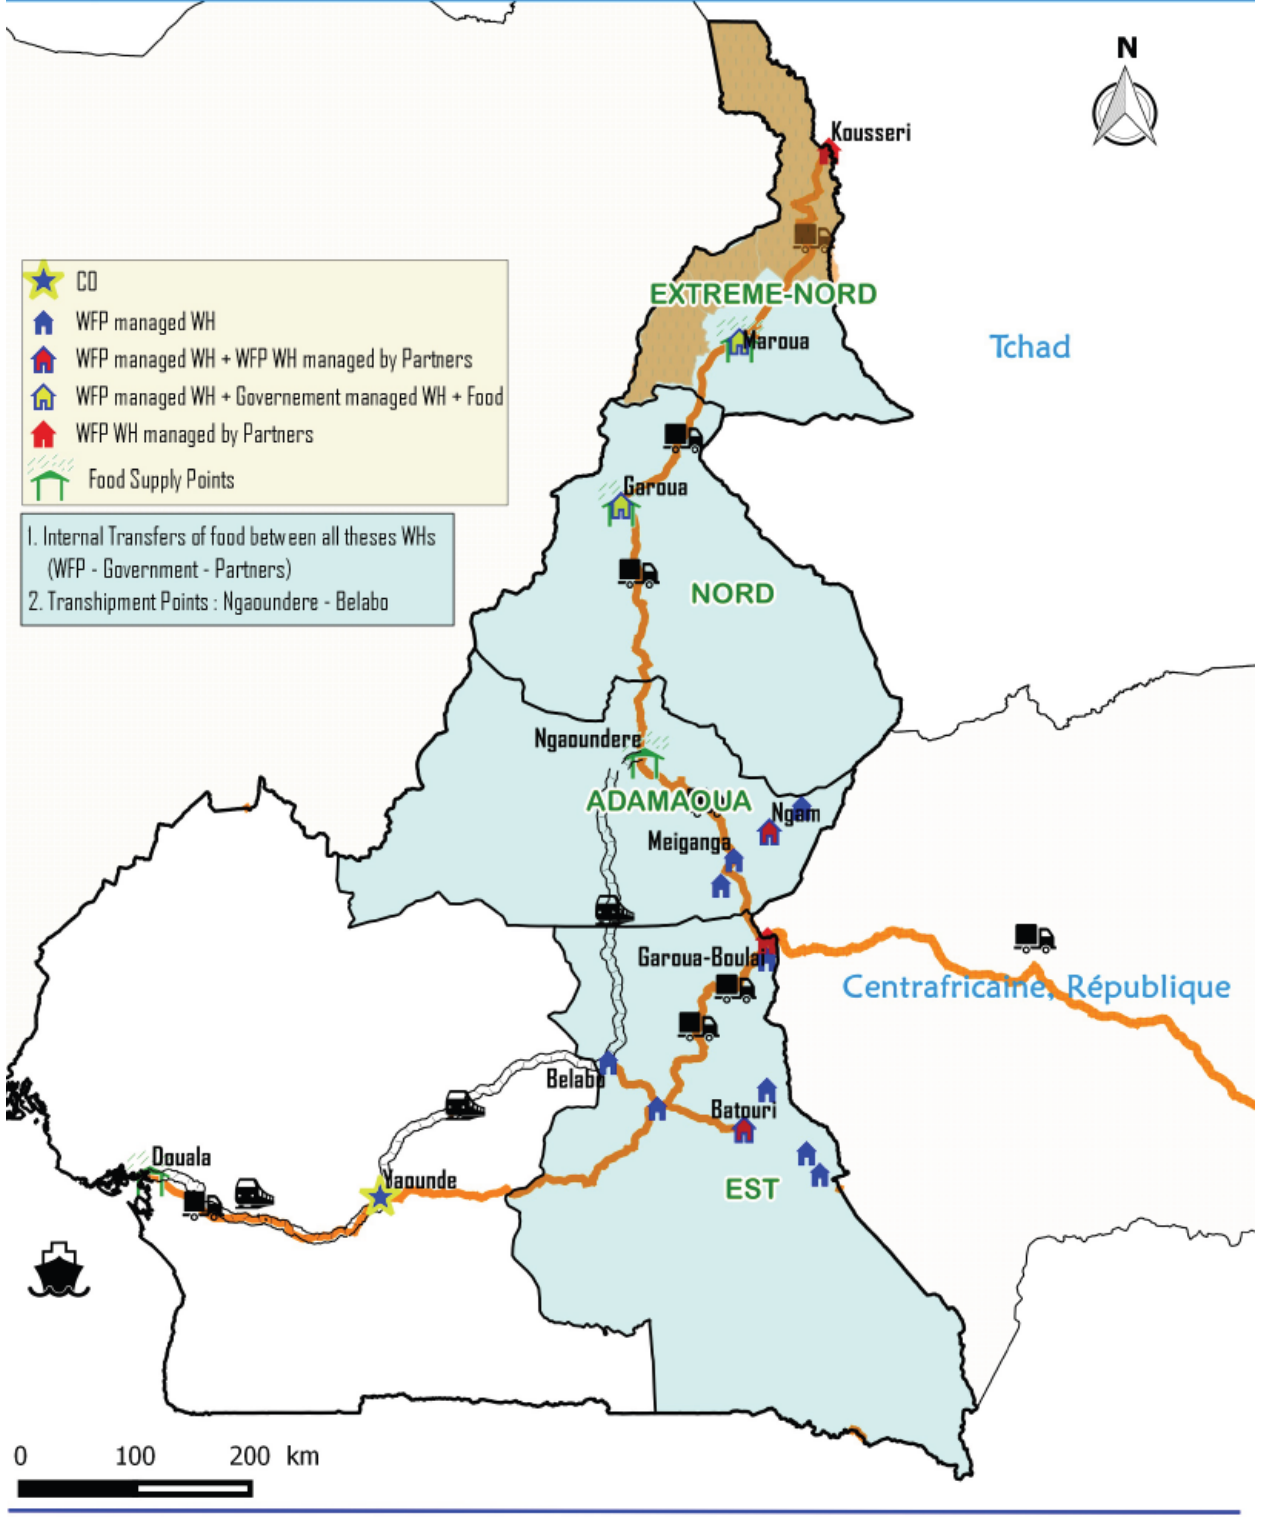 N
Kousseri
CO
WFP managed WH
WFP managed WH + WFP WH managed by Partners
WFP managed WH + Governement managed WH + Food
WFP WH managed by Partners
Food Supply Points
1. Internal Transfers of food between all theses WHs
(WFP - Government - Partners)
2. Transhipment Points : Ngaoundere - Belabo
EXTREME-NORD
Maroua
Tchad
Garoua
NORD
Ngaoundere
ADAMAOUA
Ngam
Meiganga
Garoua-Boulai
Centrafricaine, République
Belabo
Batouri
Douala
Yaounde
EST
0 100 200 km